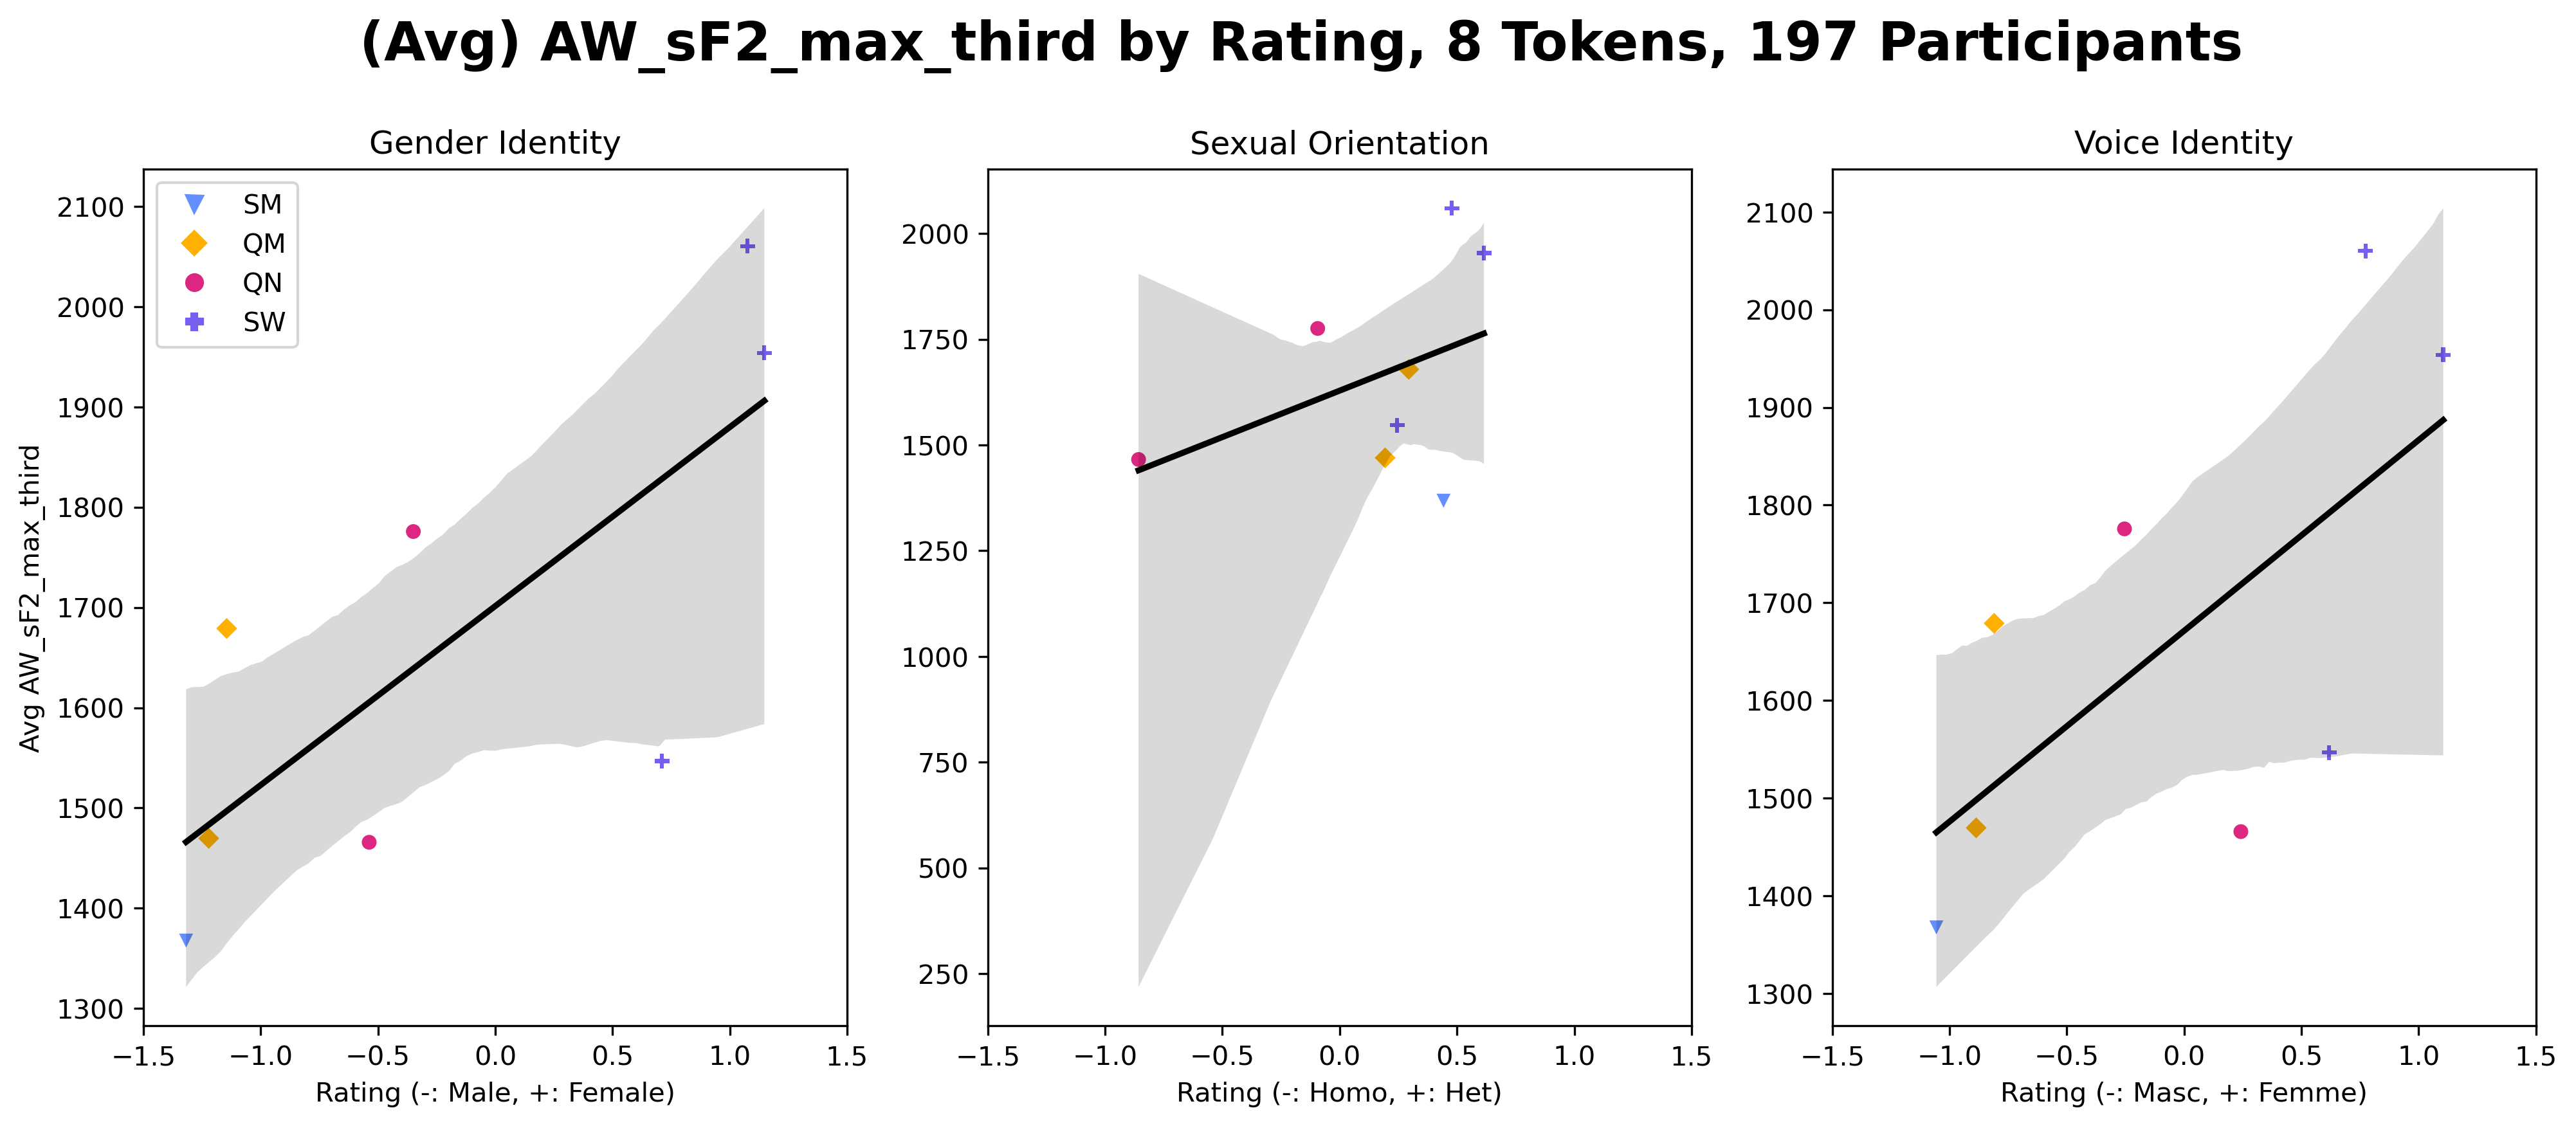 (Avg) AW_sF2_max_third by Rating, 8 Tokens, 197 Participants
Gender Identity
SM
QM
QN
SW
2100
2000
1900
1800
1700
1600
1500
1400
1300
Avg AW_sF2_max_third
−1.5 −1.0 −0.5 0.0 0.5 1.0 1.5
Rating (-: Male, +: Female)
Sexual Orientation
2000
1750
1500
1250
1000
750
500
250
−1.5 −1.0 −0.5 0.0 0.5 1.0 1.5
Rating (-: Homo, +: Het)
Voice Identity
2100
2000
1900
1800
1700
1600
1500
1400
1300
−1.5 −1.0 −0.5 0.0 0.5 1.0 1.5
Rating (-: Masc, +: Femme)